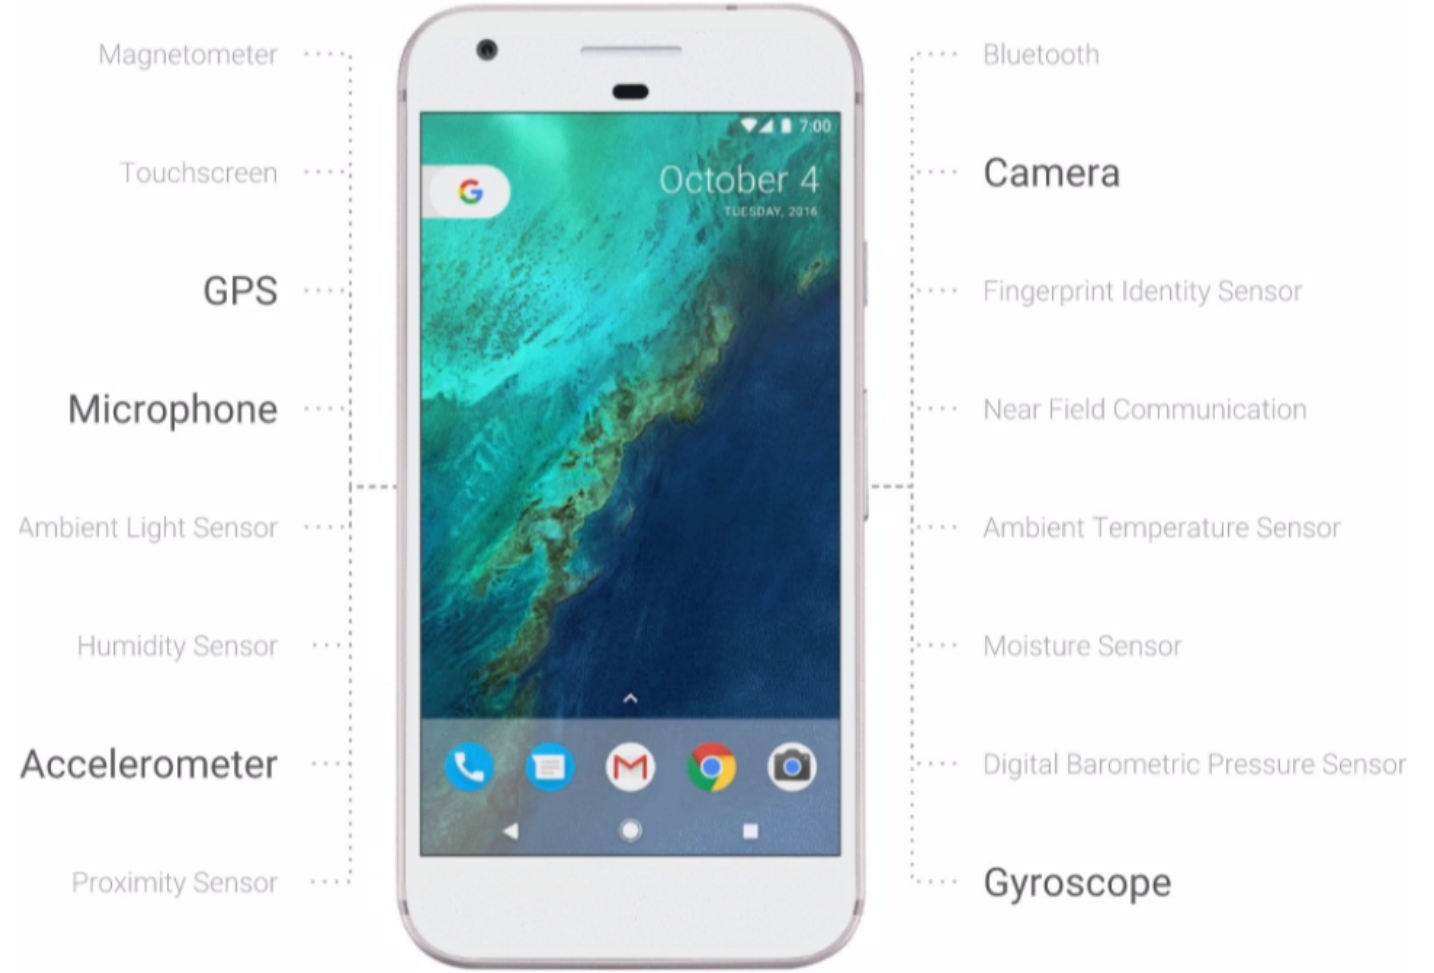 Magnetometer
Touchscreen
GPS
Microphone
Ambient Light Sensor
Humidity Sensor
Accelerometer
Proximity Sensor
7:00
G
October 4
TUESDAY, 2016
Bluetooth
Camera
Fingerprint Identity Sensor
Near Field Communication
Ambient Temperature Sensor
Moisture Sensor
Digital Barometric Pressure Sensor
Gyroscope